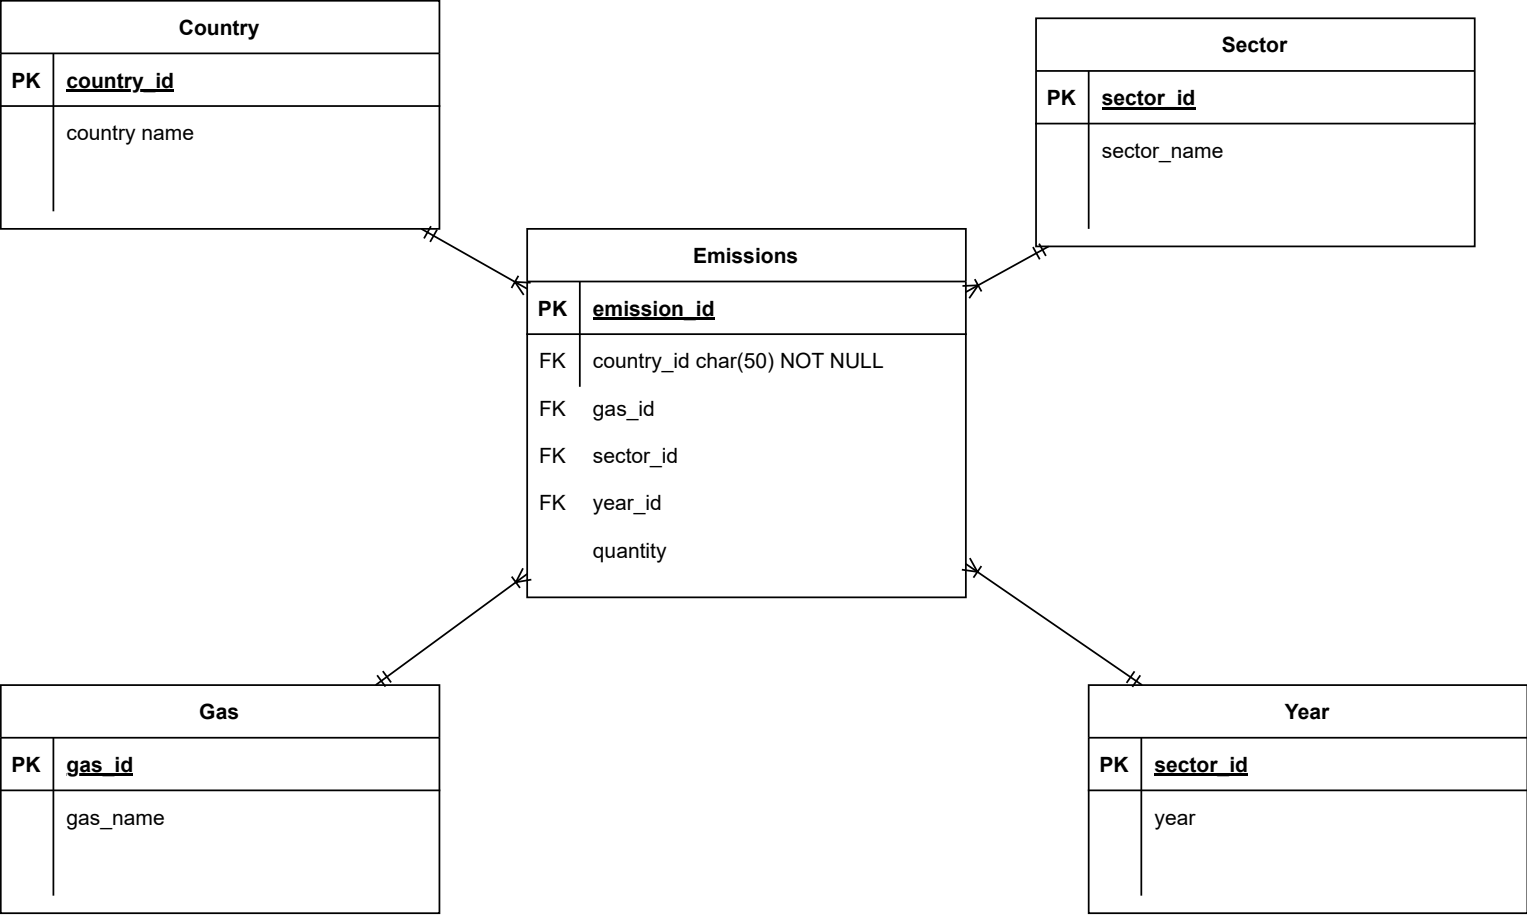 Country
PK country_id
country name
Sector
PK sector_id
sector_name
Emissions
PK emission_id
FK country_id char(50) NOT NULL
FK gas_id
FK sector_id
FK year_id
quantity
Gas
PK gas_id
gas_name
Year
PK sector_id
year